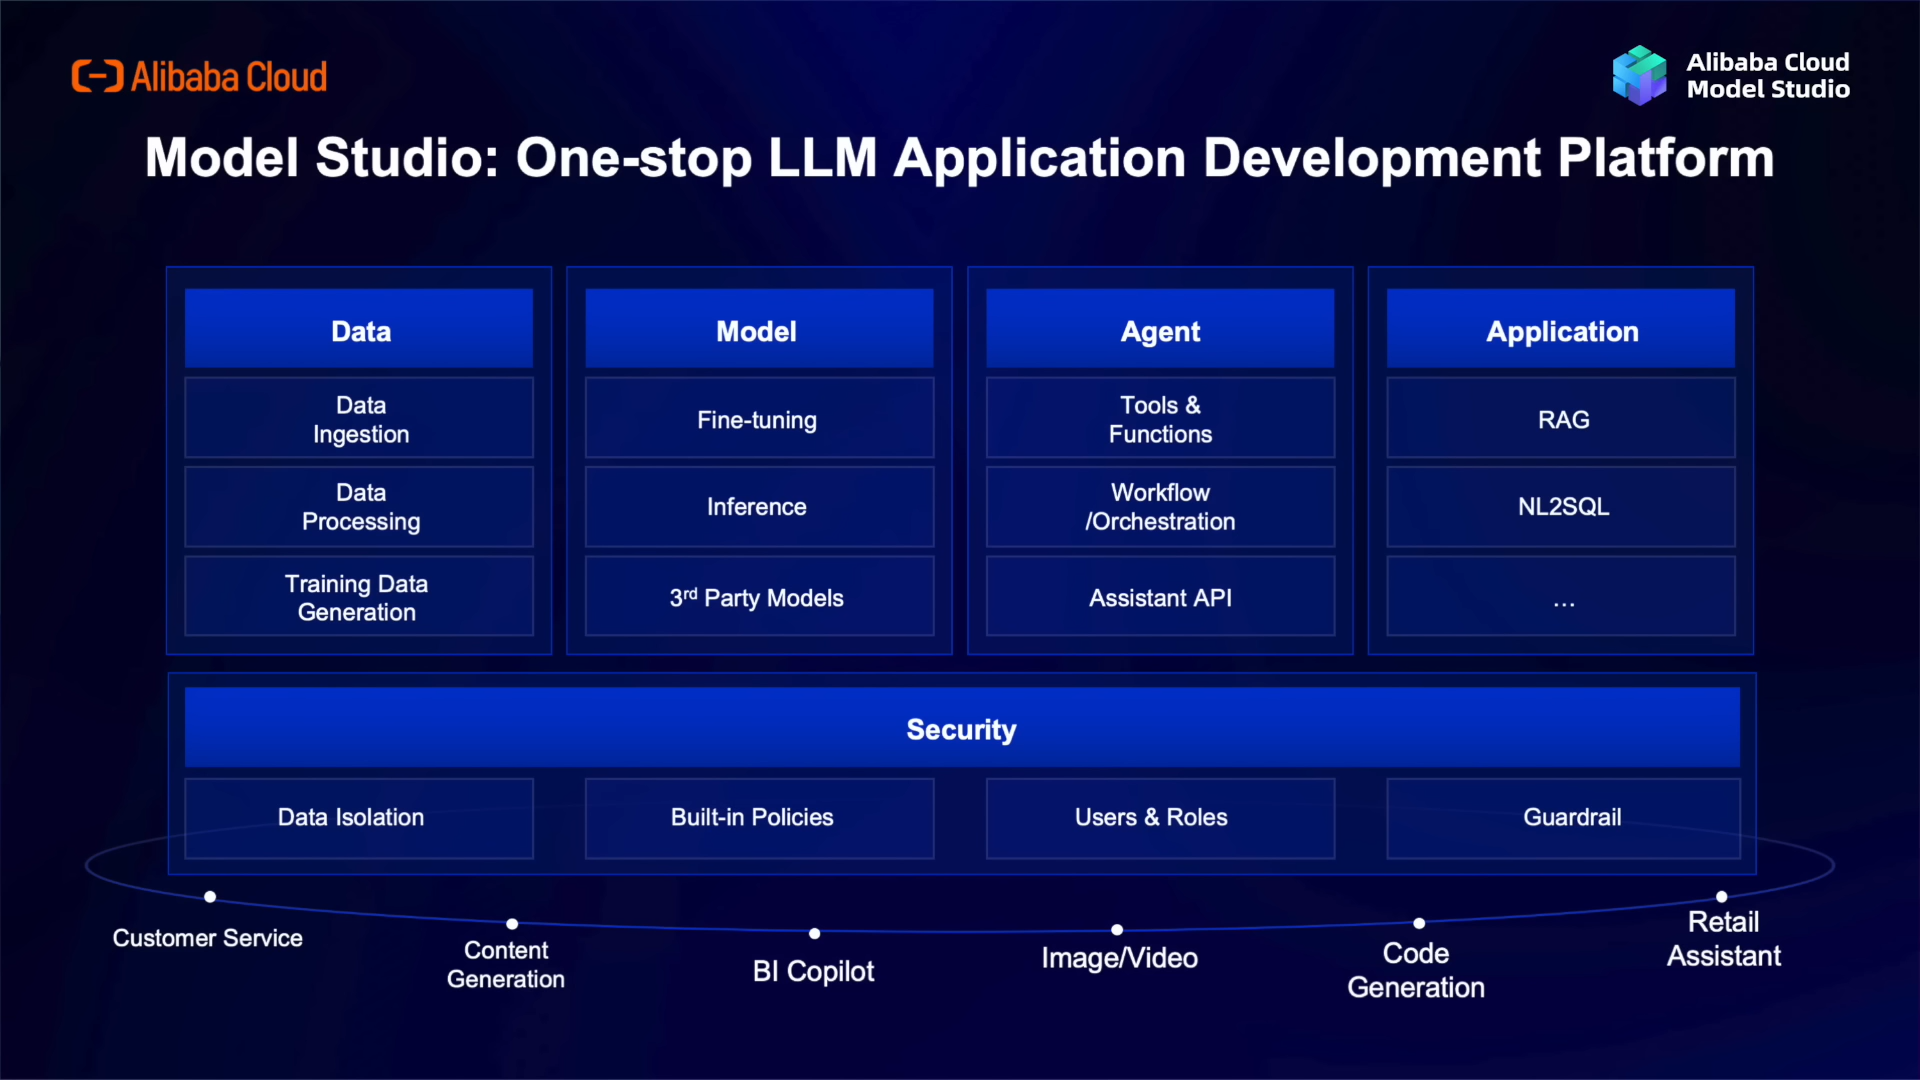 Alibaba Cloud
Alibaba Cloud
Model Studio
Model Studio: One-stop LLM Application Development Platform
Data
Data
Ingestion
Data
Processing
Training Data
Generation
Model
Fine-tuning
Inference
3rd Party Models
Agent
Tools &
Functions
Workflow
/Orchestration
Assistant API
Application
RAG
NL2SQL
...
Security
Data Isolation
Built-in Policies
Users & Roles
Guardrail
Customer Service
Content
Generation
BI Copilot
Image/Video
Code
Generation
Retail
Assistant